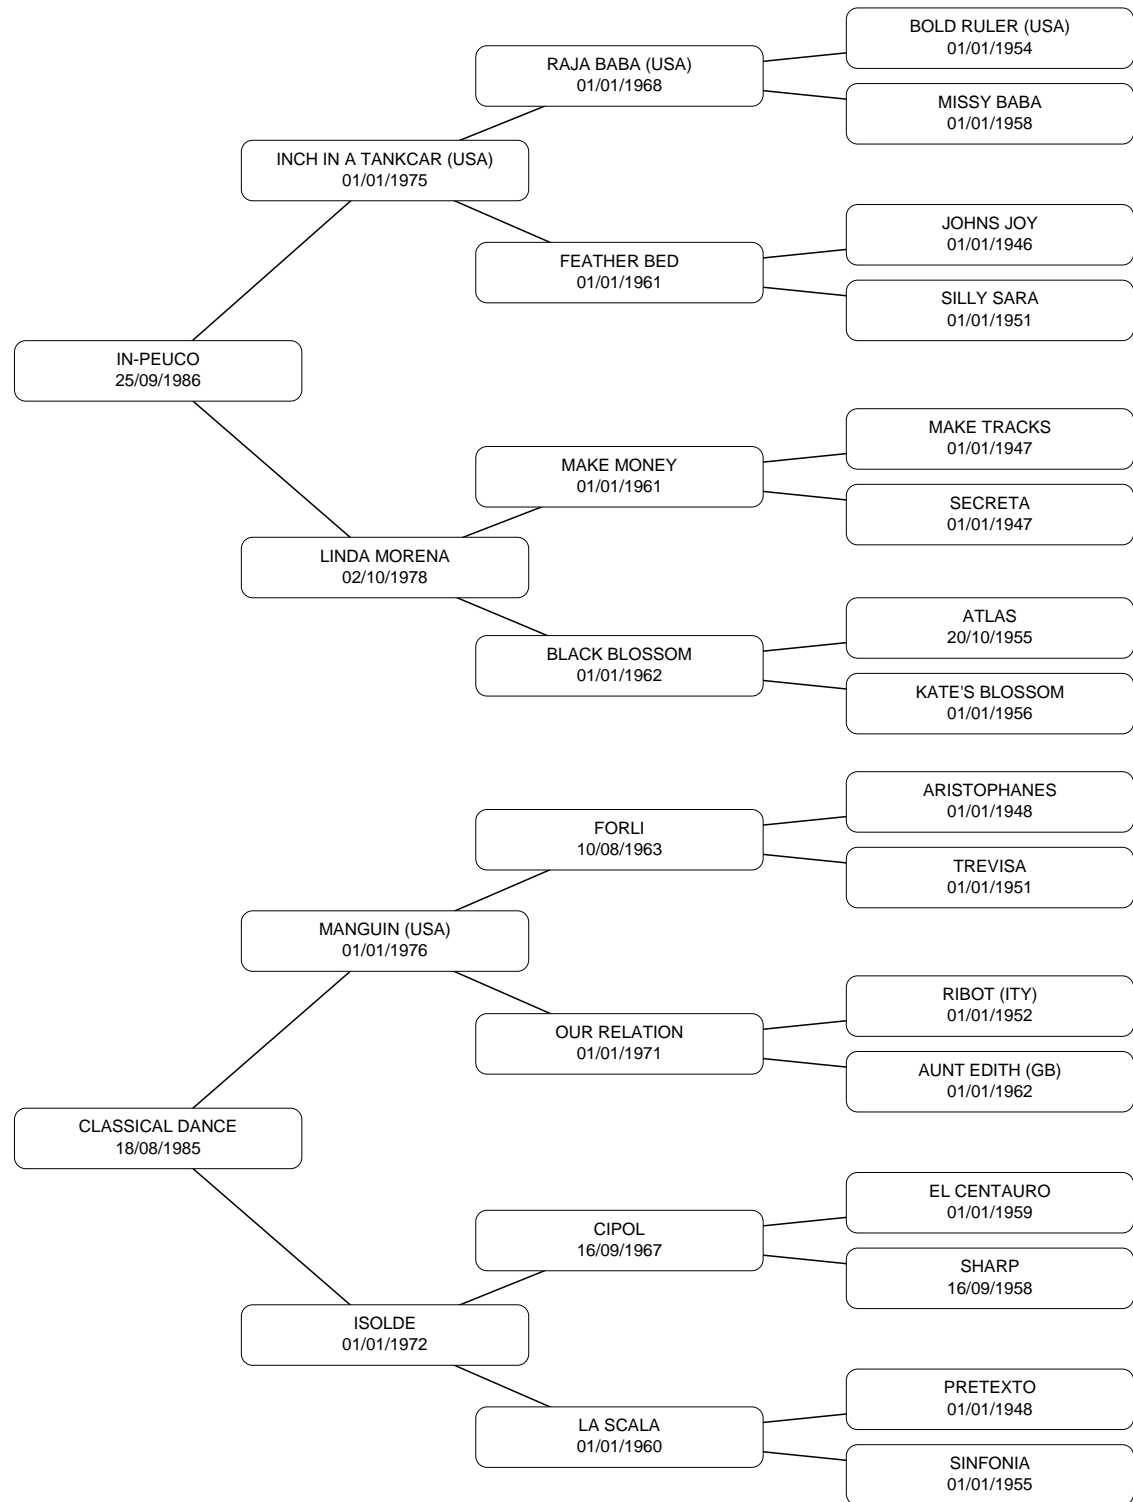 BOLD RULER (USA)
01/01/1954
RAJA BABA (USA)
01/01/1968
MISSY BABA
01/01/1958
INCH IN A TANKCAR (USA)
01/01/1975
JOHNS JOY
01/01/1946
FEATHER BED
01/01/1961
SILLY SARA
01/01/1951
IN-PEUCO
25/09/1986
MAKE TRACKS
01/01/1947
MAKE MONEY
01/01/1961
SECRETA
01/01/1947
LINDA MORENA
02/10/1978
ATLAS
20/10/1955
BLACK BLOSSOM
01/01/1962
KATE'S BLOSSOM
01/01/1956
ARISTOPHANES
01/01/1948
FORLI
10/08/1963
TREVISA
01/01/1951
MANGUIN (USA)
01/01/1976
RIBOT (ITY)
01/01/1952
OUR RELATION
01/01/1971
AUNT EDITH (GB)
01/01/1962
CLASSICAL DANCE
18/08/1985
EL CENTAURO
01/01/1959
CIPOL
16/09/1967
SHARP
16/09/1958
ISOLDE
01/01/1972
PRETEXTO
01/01/1948
LA SCALA
01/01/1960
SINFONIA
01/01/1955